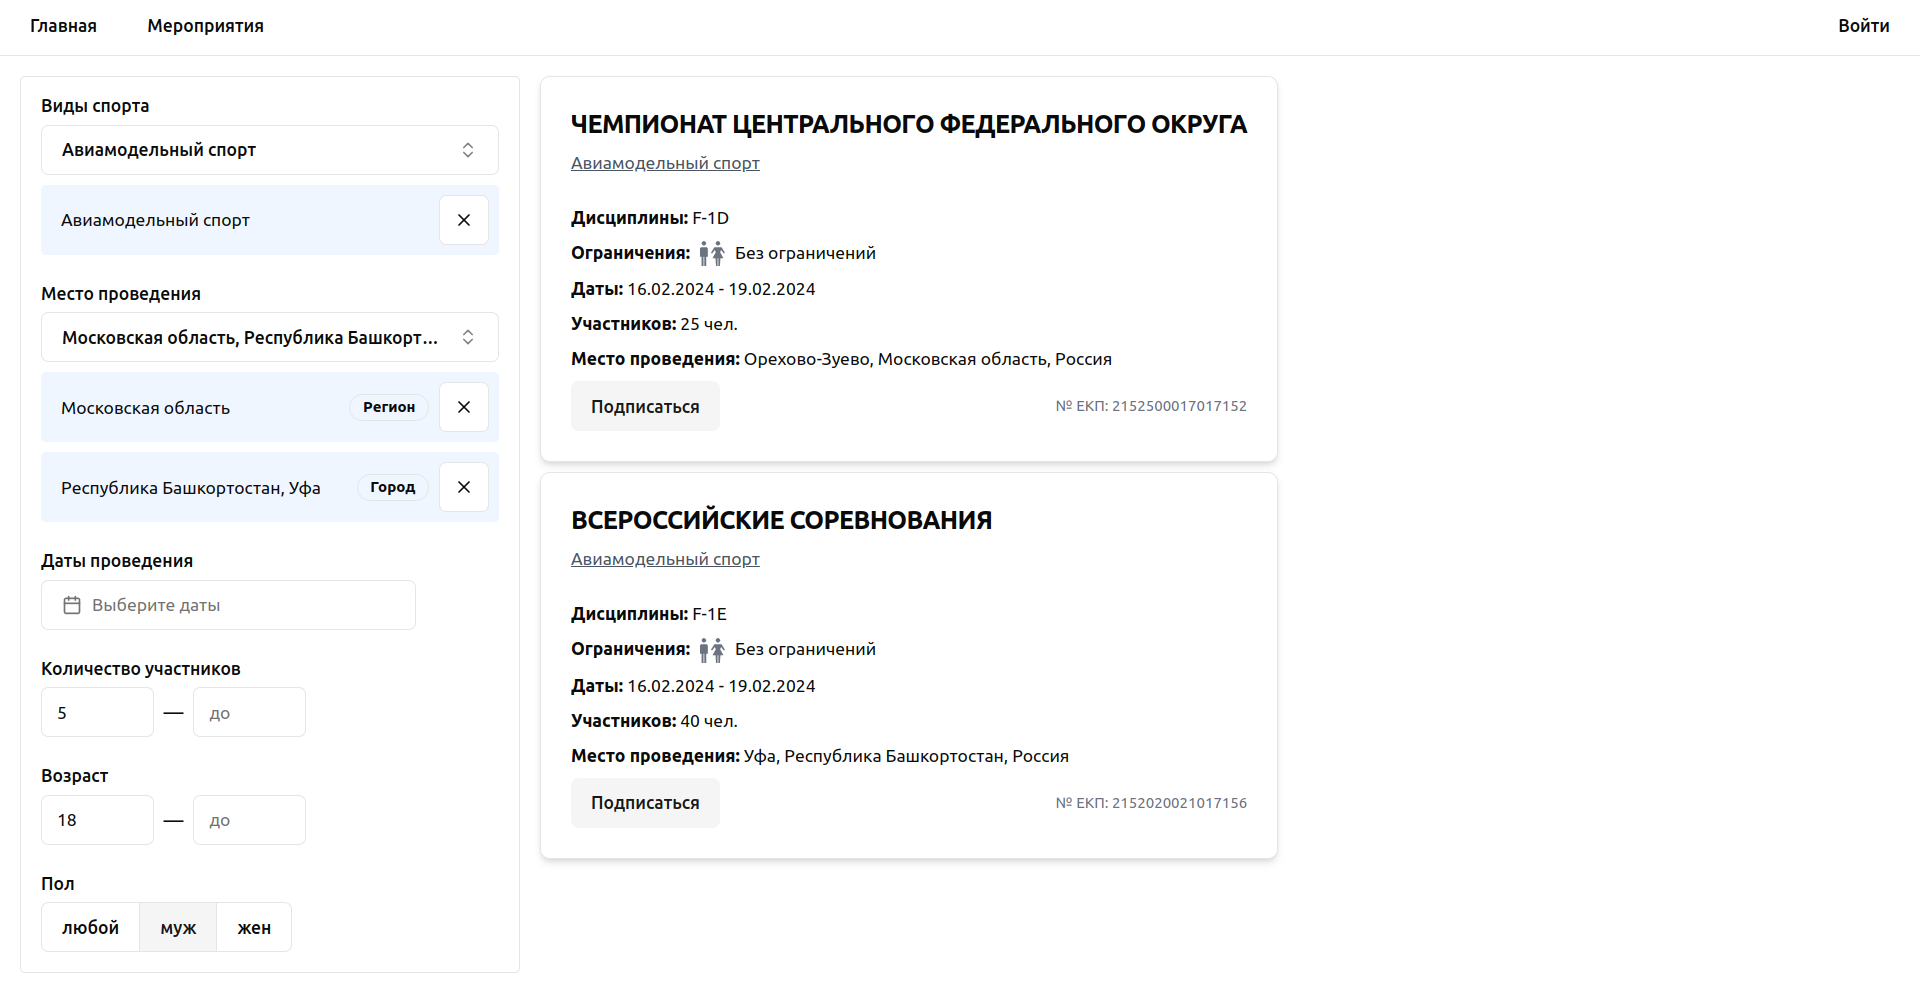 Главная
Мероприятия
Войти
Виды спорта
Авиамодельный спорт
Авиамодельный спорт
Место проведения
Московская область, Республика Башкорт...
Московская область
Регион
Республика Башкортостан, Уфа
Город
Даты проведения
Выберите даты
Количество участников
5 — до
Возраст
18 — до
Пол
любой муж жен
ЧЕМПИОНАТ ЦЕНТРАЛЬНОГО ФЕДЕРАЛЬНОГО ОКРУГА
Авиамодельный спорт
Дисциплины: F-1D
Ограничения: Без ограничений
Даты: 16.02.2024 - 19.02.2024
Участников: 25 чел.
Место проведения: Орехово-Зуево, Московская область, Россия
Подписаться
№ ЕКП: 2152500017017152
ВСЕРОССИЙСКИЕ СОРЕВНОВАНИЯ
Авиамодельный спорт
Дисциплины: F-1E
Ограничения: Без ограничений
Даты: 16.02.2024 - 19.02.2024
Участников: 40 чел.
Место проведения: Уфа, Республика Башкортостан, Россия
Подписаться
№ ЕКП: 2152020021017156